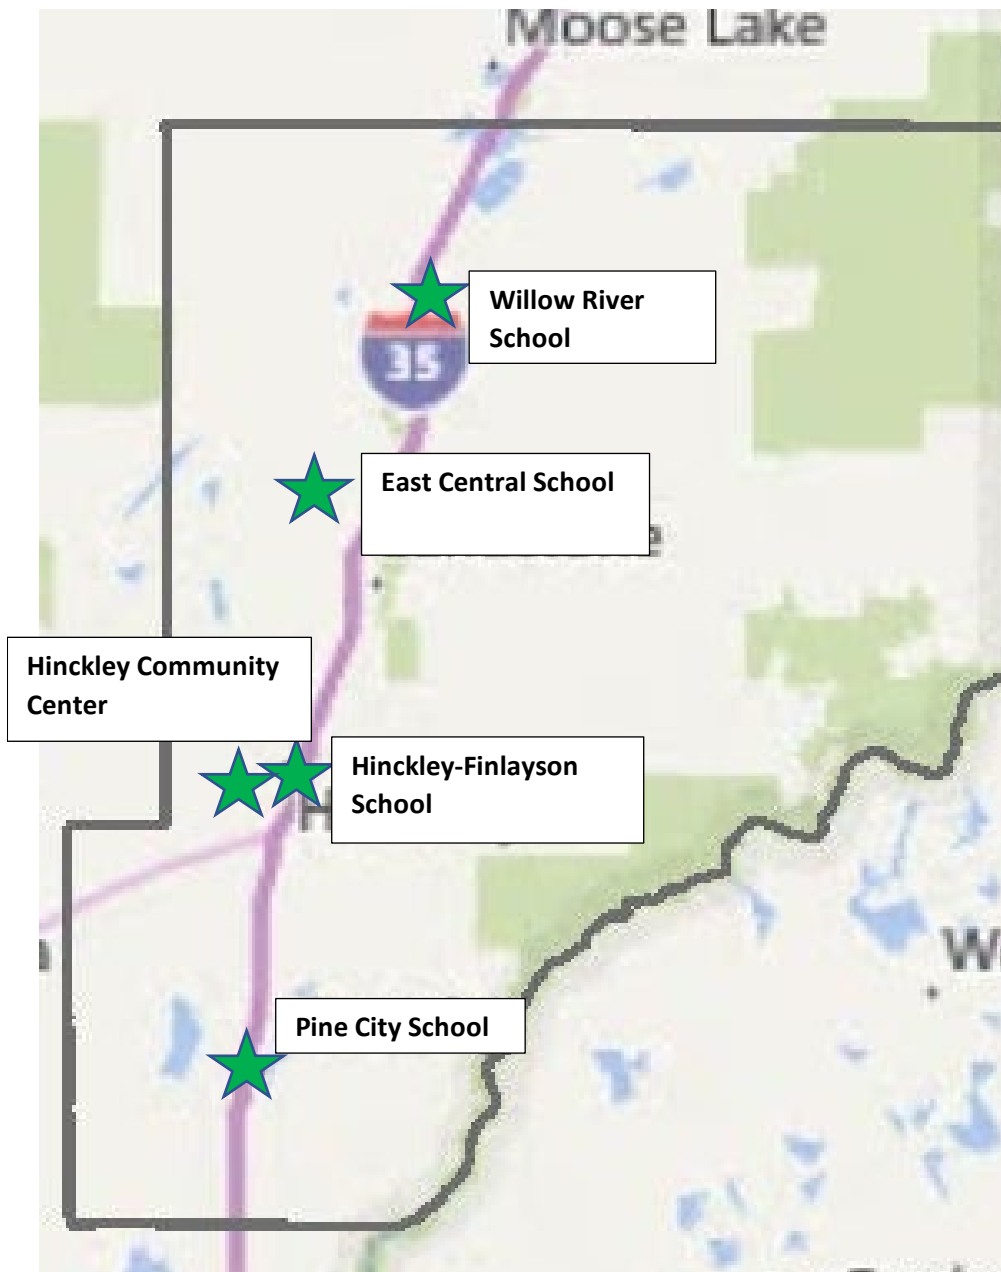 Moose Lake
Willow River
School
35
East Central School
Hinckley Community
Center
Hinckley-Finlayson
School
Pine City School